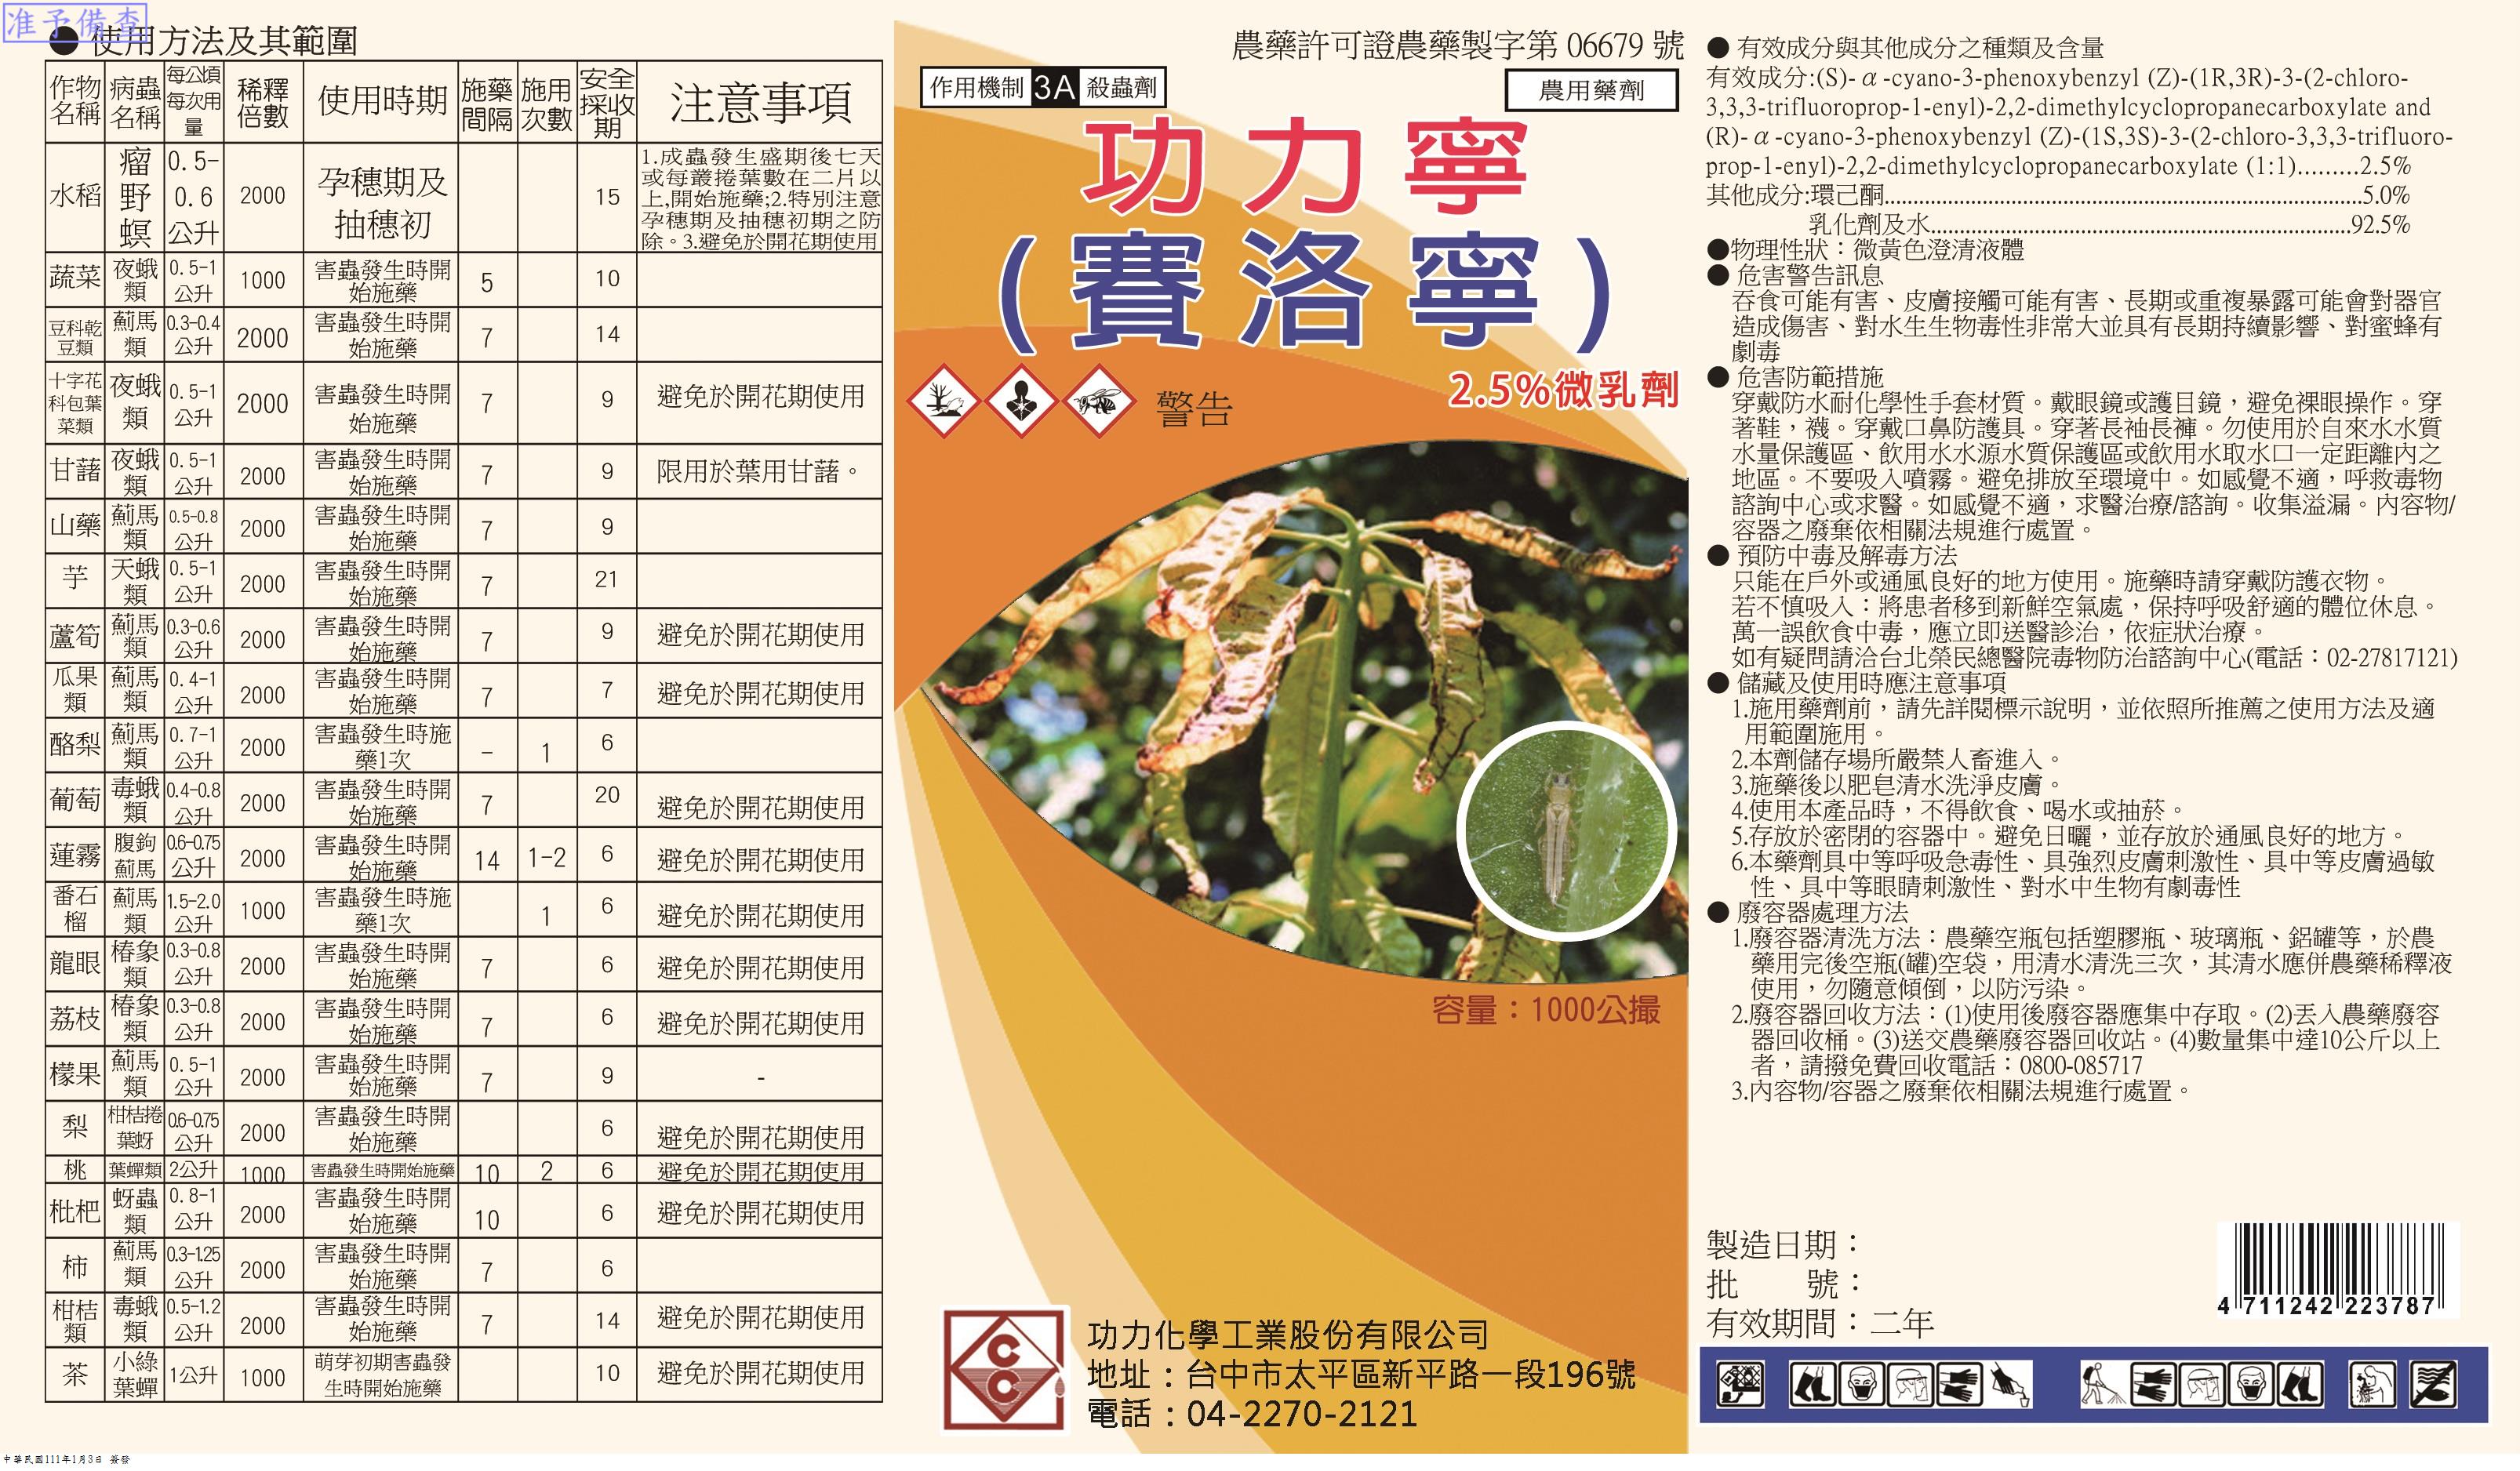 准予備查
● 使用方法及其範圍
作物名稱 病蟲名稱 每公頃每次用量 稀釋倍數 使用時期 施藥間隔 施用次數 安全採收期 注意事項
水稻 瘤野螟 0.5-0.6公升 2000 孕穗期及抽穗初 15 1.成蟲發生盛期後七天或每叢捲葉數在二片以上,開始施藥;2.特別注意孕穗期及抽穗初期之防除。3.避免於開花期使用
蔬菜 夜蛾類 0.5-1公升 1000 害蟲發生時開始施藥 5 10
豆科乾豆類 薊馬類 0.3-0.4公升 2000 害蟲發生時開始施藥 7 14
十字花科包葉菜類 夜蛾類 0.5-1公升 2000 害蟲發生時開始施藥 7 9 避免於開花期使用
甘藷 夜蛾類 0.5-1公升 2000 害蟲發生時開始施藥 7 9 限用於葉用甘藷。
山藥 薊馬類 0.5-0.8公升 2000 害蟲發生時開始施藥 7 9
芋 天蛾類 0.5-1公升 2000 害蟲發生時開始施藥 7 21
蘆筍 薊馬類 0.3-0.6公升 2000 害蟲發生時開始施藥 7 9 避免於開花期使用
瓜果類 薊馬類 0.4-1公升 2000 害蟲發生時開始施藥 7 7 避免於開花期使用
酪梨 薊馬類 0.7-1公升 2000 害蟲發生時施藥1次 - 1 6
葡萄 毒蛾類 0.4-0.8公升 2000 害蟲發生時開始施藥 7 20 避免於開花期使用
蓮霧 腹鉤薊馬 0.6-0.75公升 2000 害蟲發生時開始施藥 14 1-2 6 避免於開花期使用
番石榴 薊馬類 1.5-2.0公升 1000 害蟲發生時施藥1次 1 6 避免於開花期使用
龍眼 椿象類 0.3-0.8公升 2000 害蟲發生時開始施藥 7 6 避免於開花期使用
荔枝 椿象類 0.3-0.8公升 2000 害蟲發生時開始施藥 7 6 避免於開花期使用
檬果 薊馬類 0.5-1公升 2000 害蟲發生時開始施藥 7 9 -
梨 柑桔捲葉蚜 0.6-0.75公升 2000 害蟲發生時開始施藥 6 避免於開花期使用
桃 葉蟬類 2公升 1000 害蟲發生時開始施藥 10 2 6 避免於開花期使用
枇杷 蚜蟲類 0.8-1公升 2000 害蟲發生時開始施藥 10 6 避免於開花期使用
柿 薊馬類 0.3-1.25公升 2000 害蟲發生時開始施藥 7 6
柑桔類 毒蛾類 0.5-1.2公升 2000 害蟲發生時開始施藥 7 14 避免於開花期使用
茶 小綠葉蟬 1公升 1000 萌芽初期害蟲發生時開始施藥 10 避免於開花期使用
中華民國111年1月3日 簽發
農藥許可證農藥製字第 06679 號
作用機制 3A 殺蟲劑
農用藥劑
功力寧
(賽洛寧)
2.5%微乳劑
警告
容量：1000公撮
C
C
功力化學工業股份有限公司
地址：台中市太平區新平路一段196號
電話：04-2270-2121
● 有效成分與其他成分之種類及含量
有效成分:(S)-α-cyano-3-phenoxybenzyl (Z)-(1R,3R)-3-(2-chloro-
3,3,3-trifluoroprop-1-enyl)-2,2-dimethylcyclopropanecarboxylate and
(R)-α-cyano-3-phenoxybenzyl (Z)-(1S,3S)-3-(2-chloro-3,3,3-trifluoro-
prop-1-enyl)-2,2-dimethylcyclopropanecarboxylate (1:1).........2.5%
其他成分:環己酮......................................................................5.0%
乳化劑及水..............................................................92.5%
●物理性狀：微黃色澄清液體
● 危害警告訊息
吞食可能有害、皮膚接觸可能有害、長期或重複暴露可能會對器官
造成傷害、對水生生物毒性非常大並具有長期持續影響、對蜜蜂有
劇毒
● 危害防範措施
穿戴防水耐化學性手套材質。戴眼鏡或護目鏡，避免裸眼操作。穿
著鞋，襪。穿戴口鼻防護具。穿著長袖長褲。勿使用於自來水水質
水量保護區、飲用水水源水質保護區或飲用水取水口一定距離內之
地區。不要吸入噴霧。避免排放至環境中。如感覺不適，呼救毒物
諮詢中心或求醫。如感覺不適，求醫治療/諮詢。收集溢漏。內容物/
容器之廢棄依相關法規進行處置。
● 預防中毒及解毒方法
只能在戶外或通風良好的地方使用。施藥時請穿戴防護衣物。
若不慎吸入：將患者移到新鮮空氣處，保持呼吸舒適的體位休息。
萬一誤飲食中毒，應立即送醫診治，依症狀治療。
如有疑問請洽台北榮民總醫院毒物防治諮詢中心(電話：02-27817121)
● 儲藏及使用時應注意事項
1.施用藥劑前，請先詳閱標示說明，並依照所推薦之使用方法及適
用範圍施用。
2.本劑儲存場所嚴禁人畜進入。
3.施藥後以肥皂清水洗淨皮膚。
4.使用本產品時，不得飲食、喝水或抽菸。
5.存放於密閉的容器中。避免日曬，並存放於通風良好的地方。
6.本藥劑具中等呼吸急毒性、具強烈皮膚刺激性、具中等皮膚過敏
性、具中等眼睛刺激性、對水中生物有劇毒性
● 廢容器處理方法
1.廢容器清洗方法：農藥空瓶包括塑膠瓶、玻璃瓶、鋁罐等，於農
藥用完後空瓶(罐)空袋，用清水清洗三次，其清水應併農藥稀釋液
使用，勿隨意傾倒，以防污染。
2.廢容器回收方法：(1)使用後廢容器應集中存取。(2)丟入農藥廢容
器回收桶。(3)送交農藥廢容器回收站。(4)數量集中達10公斤以上
者，請撥免費回收電話：0800-085717
3.內容物/容器之廢棄依相關法規進行處置。
製造日期：
批 號：
有效期間：二年
4 711242 223787